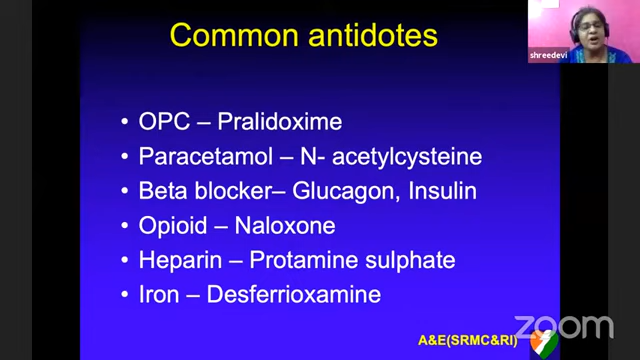 Common antidotes
shreedevi
• OPC – Pralidoxime
• Paracetamol – N- acetylcysteine
• Beta blocker– Glucagon, Insulin
• Opioid – Naloxone
• Heparin – Protamine sulphate
• Iron – Desferrioxamine
zoom
A&E(SRMC&RI)